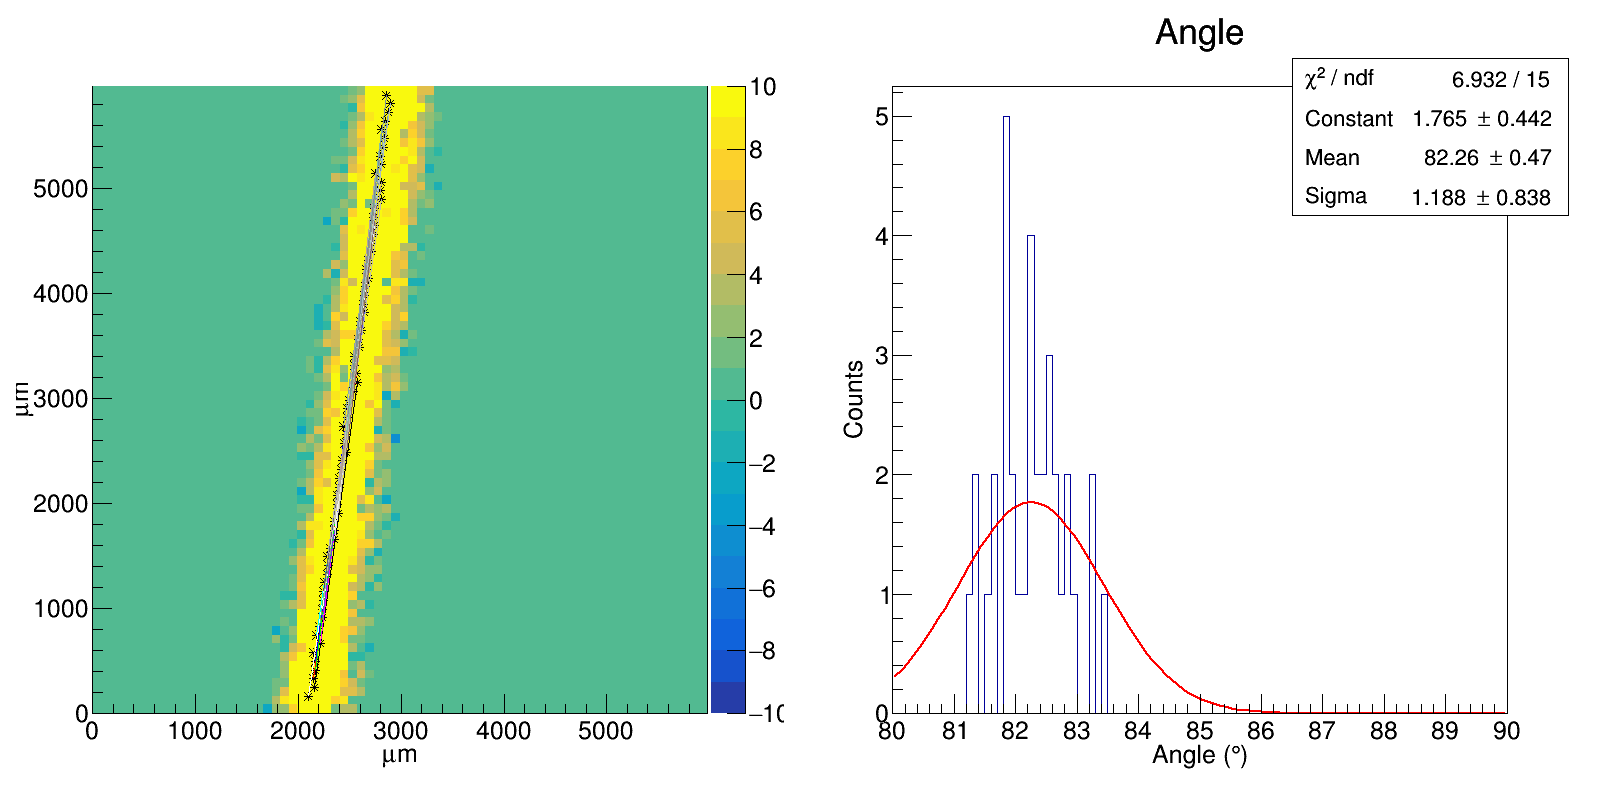 Angle
χ² / ndf 6.932 / 15
Constant 1.765 ± 0.442
Mean 82.26 ± 0.47
Sigma 1.188 ± 0.838
5000
4000
3000
2000
1000
0
μm
0 1000 2000 3000 4000 5000
μm
10
8
6
4
2
0
−2
−4
−6
−8
−10
5
4
3
2
1
0
Counts
80 81 82 83 84 85 86 87 88 89 90
Angle (°)